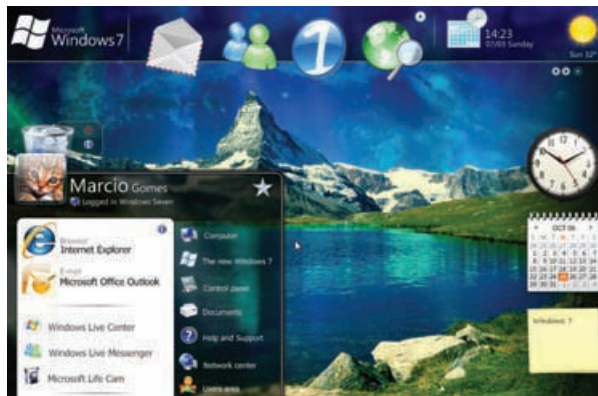 Microsoft
Windows7
14:23
07/03 Sunday
Sun 32°
Marcio Gomes
Logged in Windows Seven
Browser
Internet Explorer
E-mail
Microsoft Office Outlook
Windows Live Center
Windows Live Messenger
Microsoft Life Cam
Computer
The new Windows 7
Control panel
Documents
Help and Support
Network center
Users area
OCT 06
Windows 7